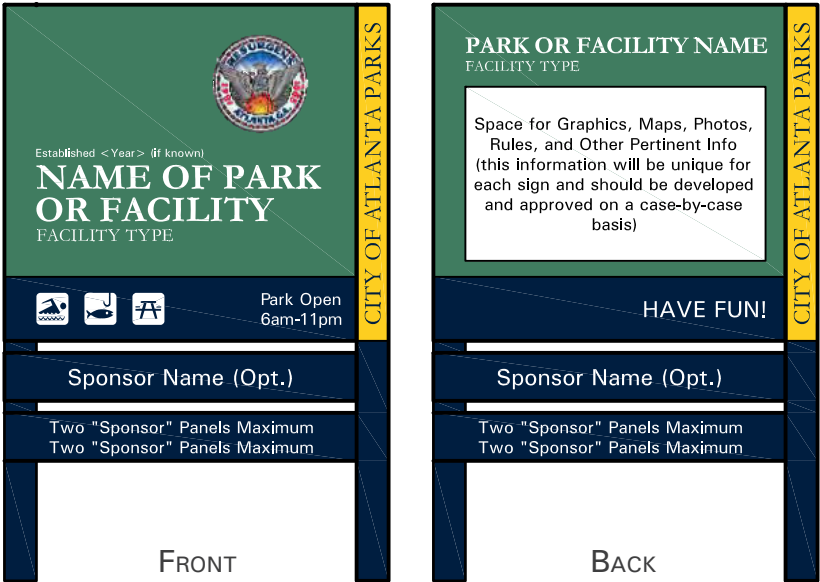 RESURGENS
ATLANTA, GA.
Established <Year> (if known)
NAME OF PARK
OR FACILITY
FACILITY TYPE
Park Open
6am-11pm
CITY OF ATLANTA PARKS
Sponsor Name (Opt.)
Two "Sponsor" Panels Maximum
Two "Sponsor" Panels Maximum
FRONT
PARK OR FACILITY NAME
FACILITY TYPE
Space for Graphics, Maps, Photos,
Rules, and Other Pertinent Info
(this information will be unique for
each sign and should be developed
and approved on a case-by-case
basis)
HAVE FUN!
CITY OF ATLANTA PARKS
Sponsor Name (Opt.)
Two "Sponsor" Panels Maximum
Two "Sponsor" Panels Maximum
BACK